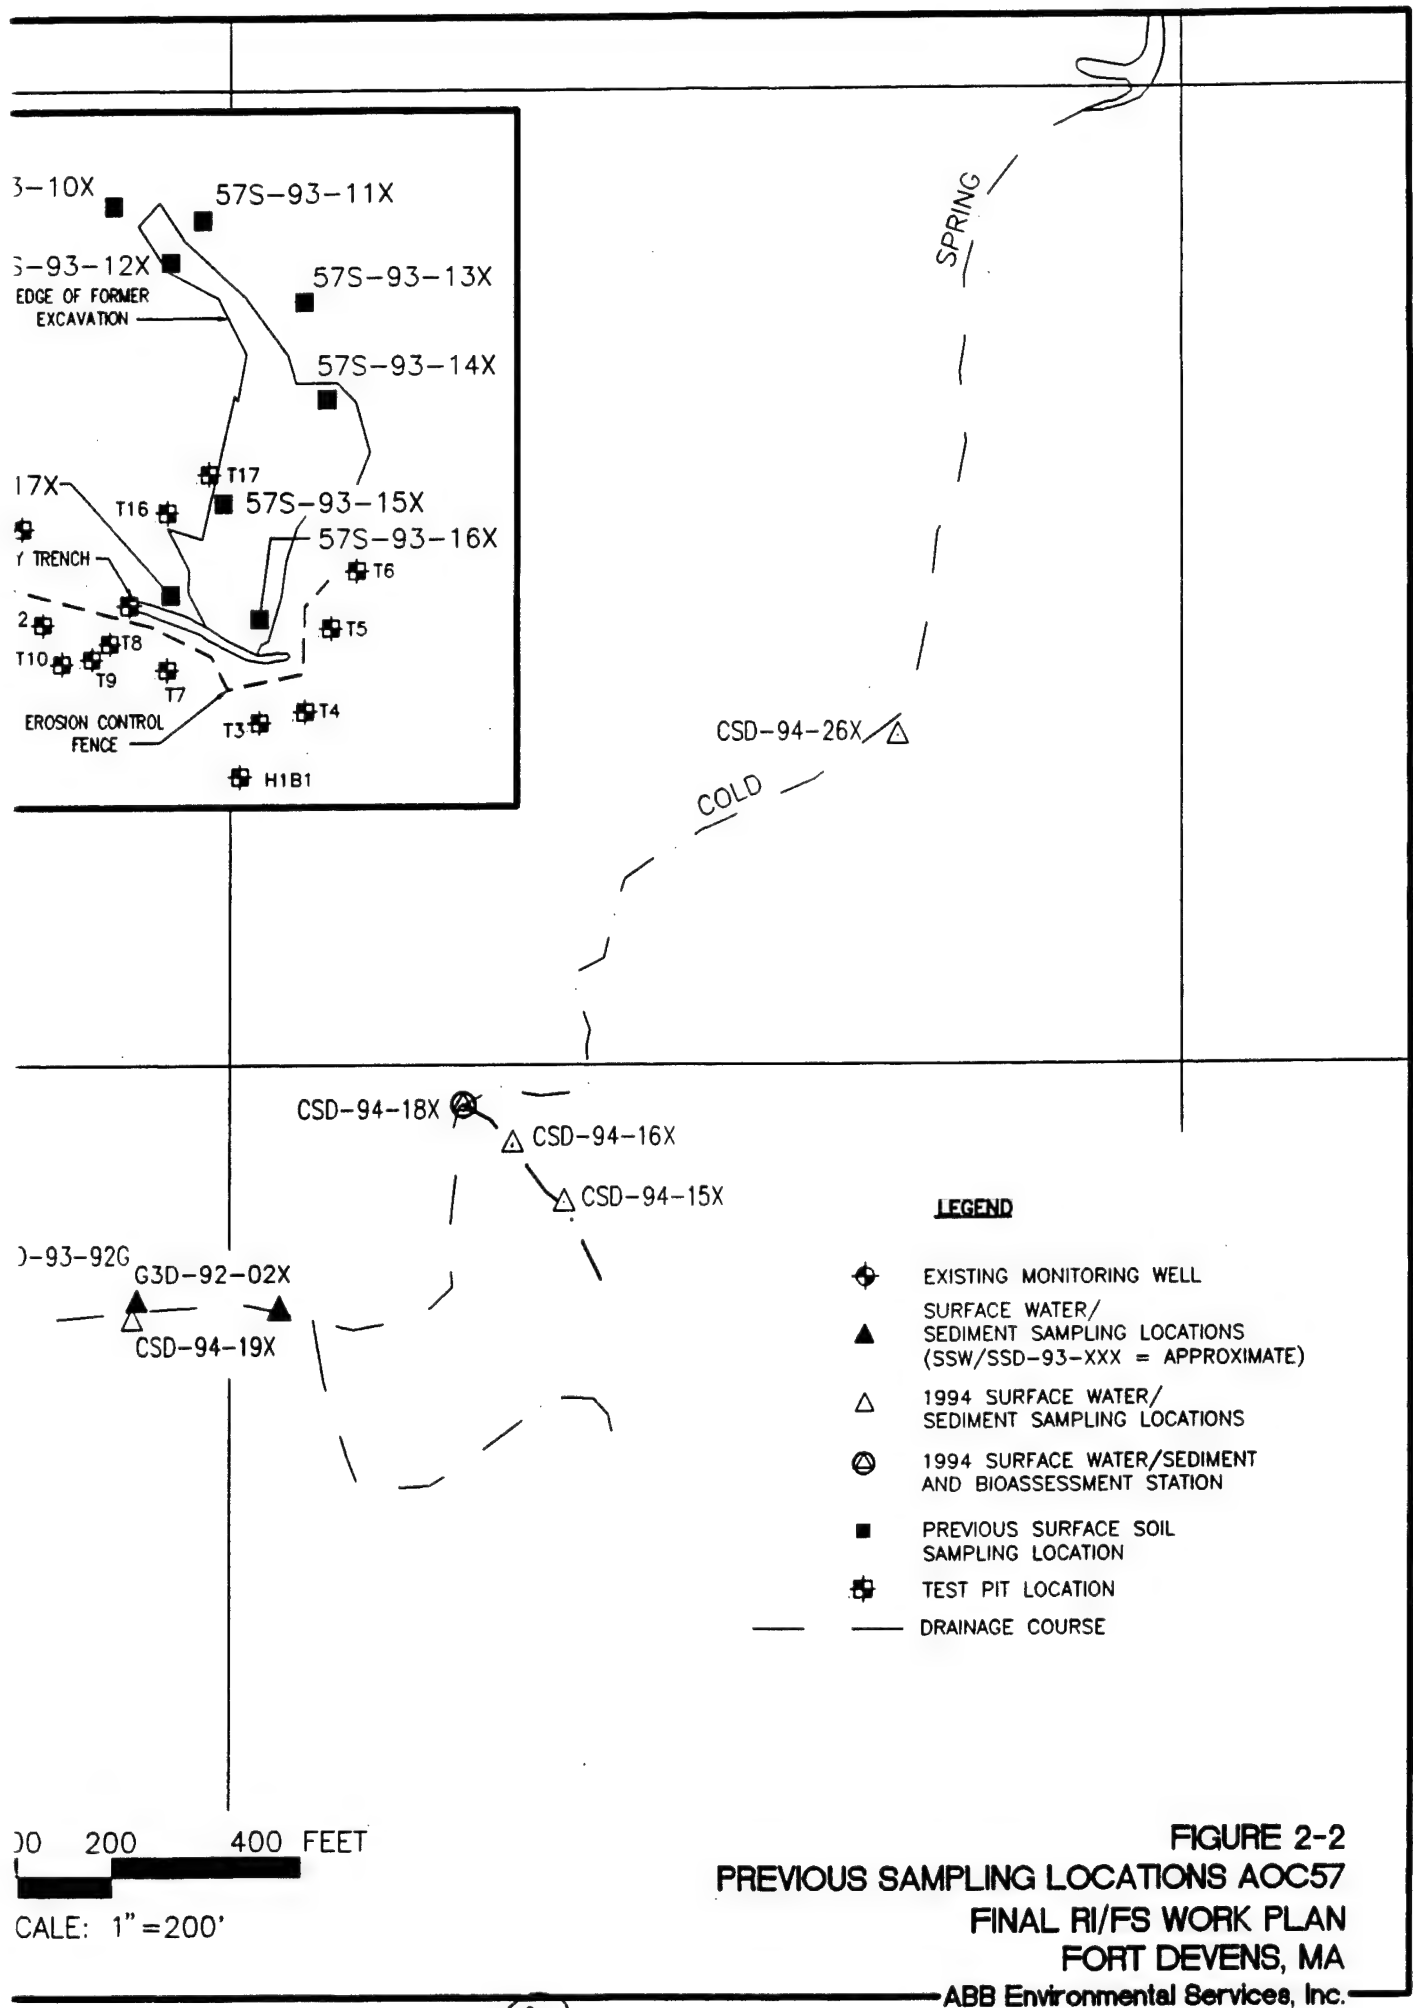 3-10X
57S-93-11X
S-93-12X
57S-93-13X
EDGE OF FORMER
EXCAVATION
57S-93-14X
17X
T17
T16
57S-93-15X
57S-93-16X
Y TRENCH
T6
2
T8
T5
T10
T9
T7
EROSION CONTROL
FENCE
T3
T4
H1B1
SPRING
CSD-94-26X
COLD
CSD-94-18X
CSD-94-16X
CSD-94-15X
)-93-92G
G3D-92-02X
CSD-94-19X
LEGEND
EXISTING MONITORING WELL
SURFACE WATER/
SEDIMENT SAMPLING LOCATIONS
(SSW/SSD-93-XXX = APPROXIMATE)
1994 SURFACE WATER/
SEDIMENT SAMPLING LOCATIONS
1994 SURFACE WATER/SEDIMENT
AND BIOASSESSMENT STATION
PREVIOUS SURFACE SOIL
SAMPLING LOCATION
TEST PIT LOCATION
DRAINAGE COURSE
00 200 400 FEET
CALE: 1"=200'
FIGURE 2-2
PREVIOUS SAMPLING LOCATIONS AOC57
FINAL RI/FS WORK PLAN
FORT DEVENS, MA
ABB Environmental Services, Inc.